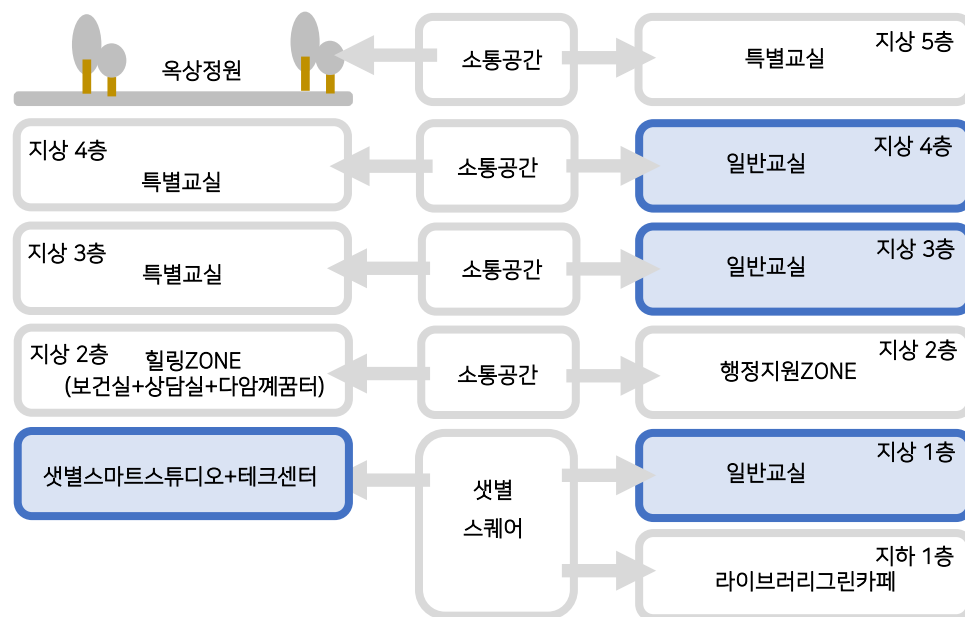 옥상정원
소통공간
지상 5층
특별교실
지상 4층
특별교실
소통공간
지상 4층
일반교실
지상 3층
특별교실
소통공간
지상 3층
일반교실
지상 2층
힐링ZONE
(보건실+상담실+다암께꿈터)
소통공간
지상 2층
행정지원ZONE
샛별스마트스튜디오+테크센터
샛별
스퀘어
지상 1층
일반교실
지하 1층
라이브러리그린카페